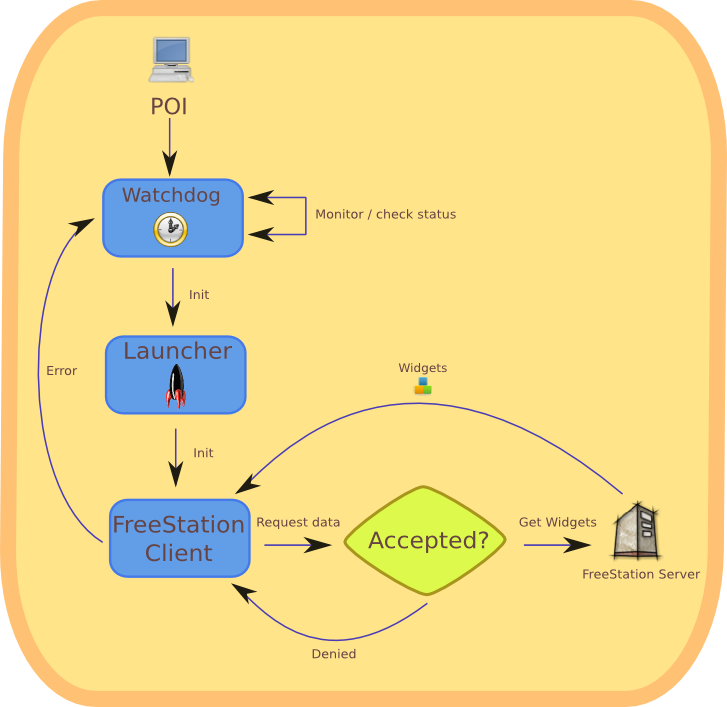 POI
Watchdog
Monitor / check status
Init
Launcher
Error
Widgets
Init
FreeStation
Client
Request data
Accepted?
Get Widgets
FreeStation Server
Denied